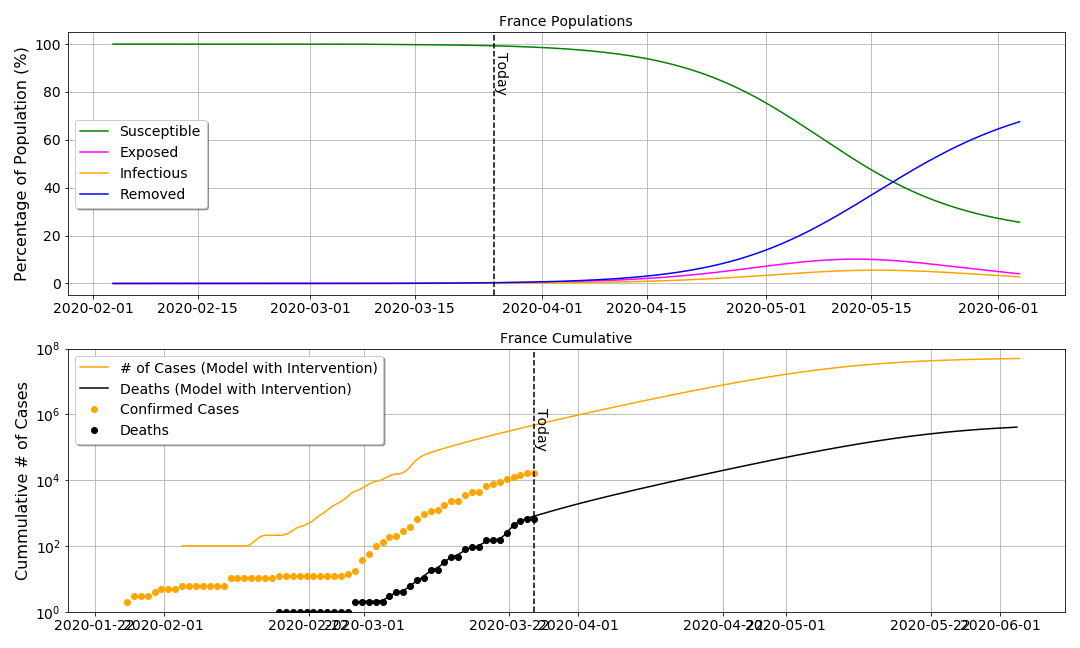 France Populations
Percentage of Population (%)
100
80
60
40
20
0
Susceptible
Exposed
Infectious
Removed
Today
2020-02-01 2020-02-15 2020-03-01 2020-03-15 2020-04-01 2020-04-15 2020-05-01 2020-05-15 2020-06-01
France Cumulative
Cummulative # of Cases
10^8
10^6
10^4
10^2
10^0
# of Cases (Model with Intervention)
Deaths (Model with Intervention)
Confirmed Cases
Deaths
Today
2020-01-22 2020-02-01 2020-02-22 2020-03-01 2020-03-22 2020-04-01 2020-04-22 2020-05-01 2020-05-22 2020-06-01